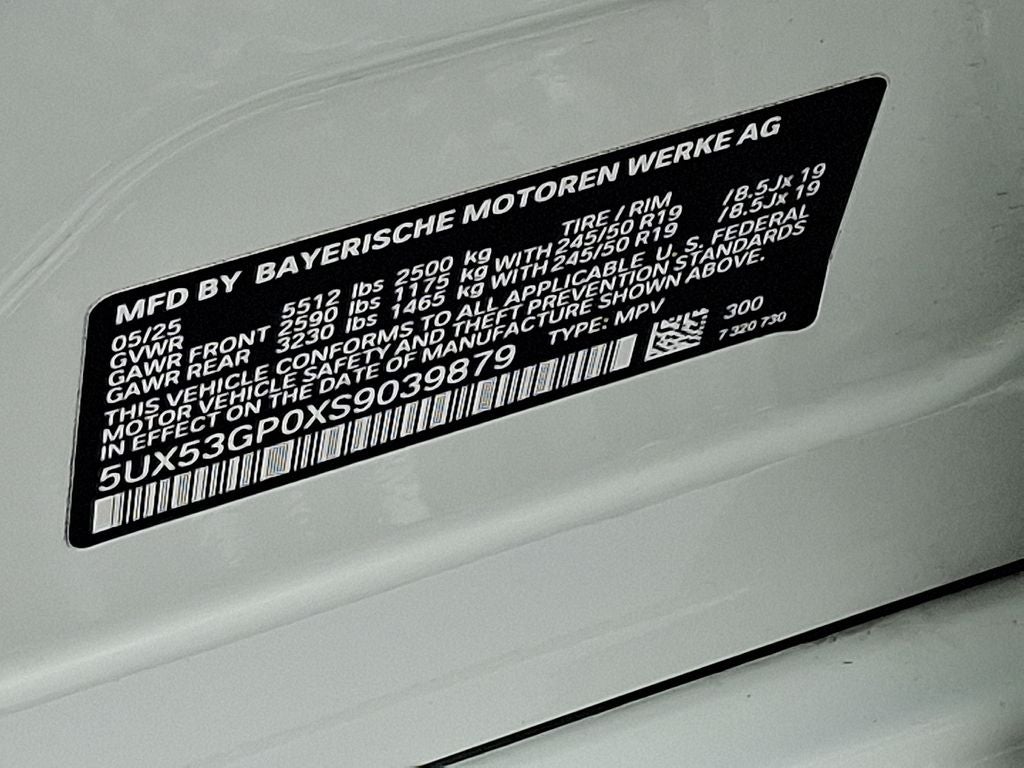 MFD BY BAYERISCHE MOTOREN WERKE AG
05/25 TIRE / RIM
GVWR 5512 lbs 2500 kg
GAWR FRONT 2590 lbs 1175 kg WITH 245/50 R19 /8.5Jx 19
GAWR REAR 3230 lbs 1465 kg WITH 245/50 R19 /8.5Jx 19
THIS VEHICLE CONFORMS TO ALL APPLICABLE U. S. FEDERAL
MOTOR VEHICLE SAFETY AND THEFT PREVENTION STANDARDS
IN EFFECT ON THE DATE OF MANUFACTURE SHOWN ABOVE.
5UX53GP0XS9039879 TYPE: MPV 300
7 320 730